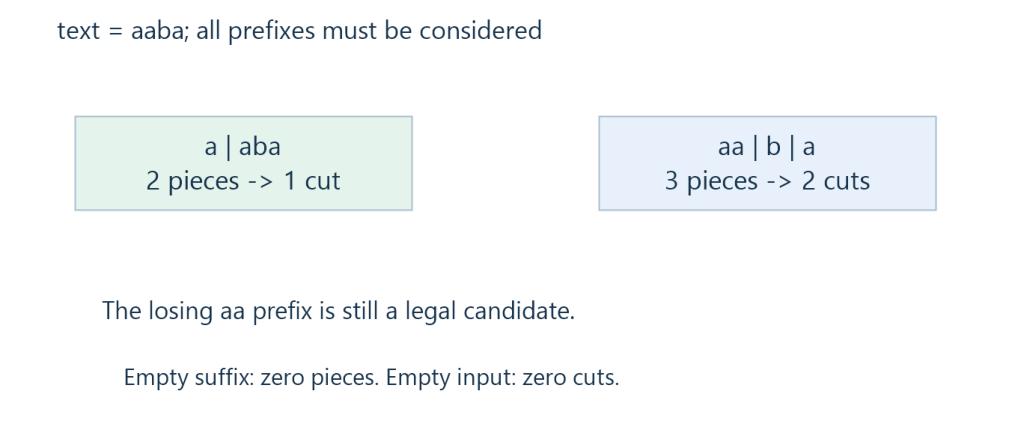 text = aaba; all prefixes must be considered
a | aba
2 pieces -> 1 cut
aa | b | a
3 pieces -> 2 cuts
The losing aa prefix is still a legal candidate.
Empty suffix: zero pieces. Empty input: zero cuts.